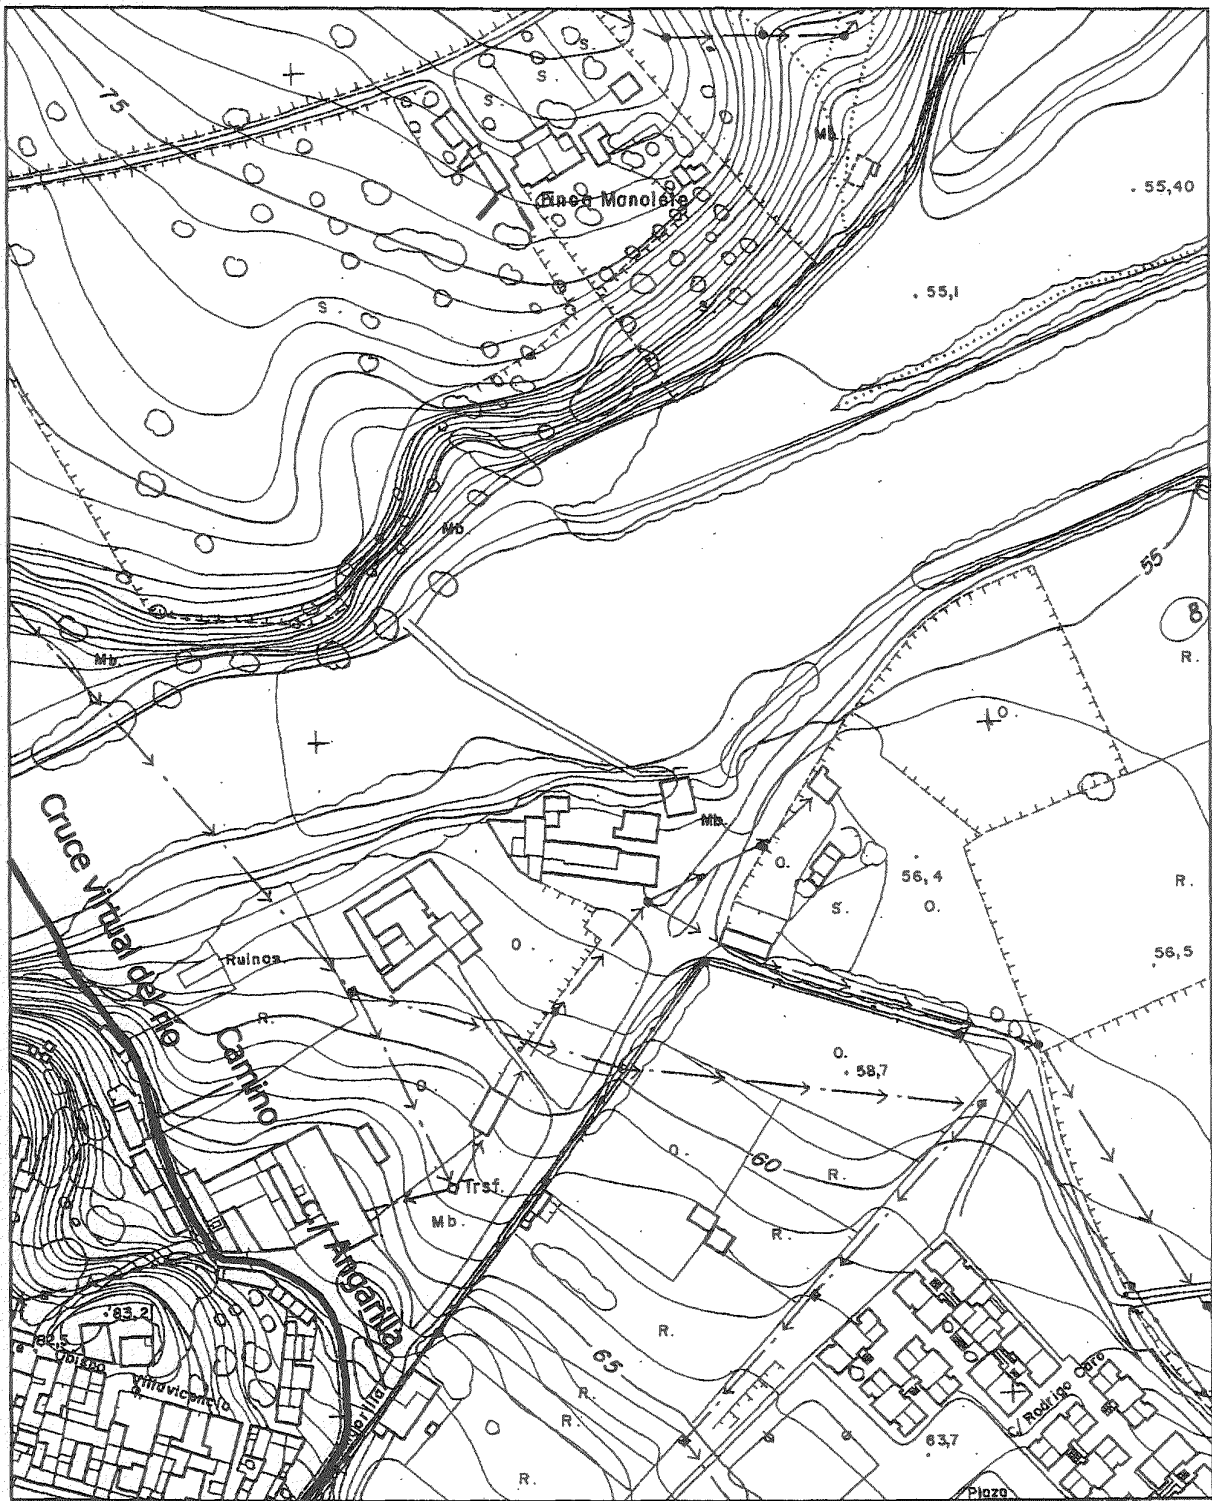 75
S.
S.
S.
Mb.
Finca Manolete
. 55,40
. 55,1
S.
S.
Mb.
55
8
R.
Mb.
O.
Cruce virtual del río
Mb.
O.
56,4
R.
S.
O.
O.
56,5
Ruinas.
Camino
R.
O.
. 58,7
O.
O.
60
R.
Trsf.
Mb.
R.
c/ Angarilla
. 83,2
R.
82,5
65
Obispo
Villavicencio
R.
R.
C/ Rodrigo Caro
63,7
R.
Plaza